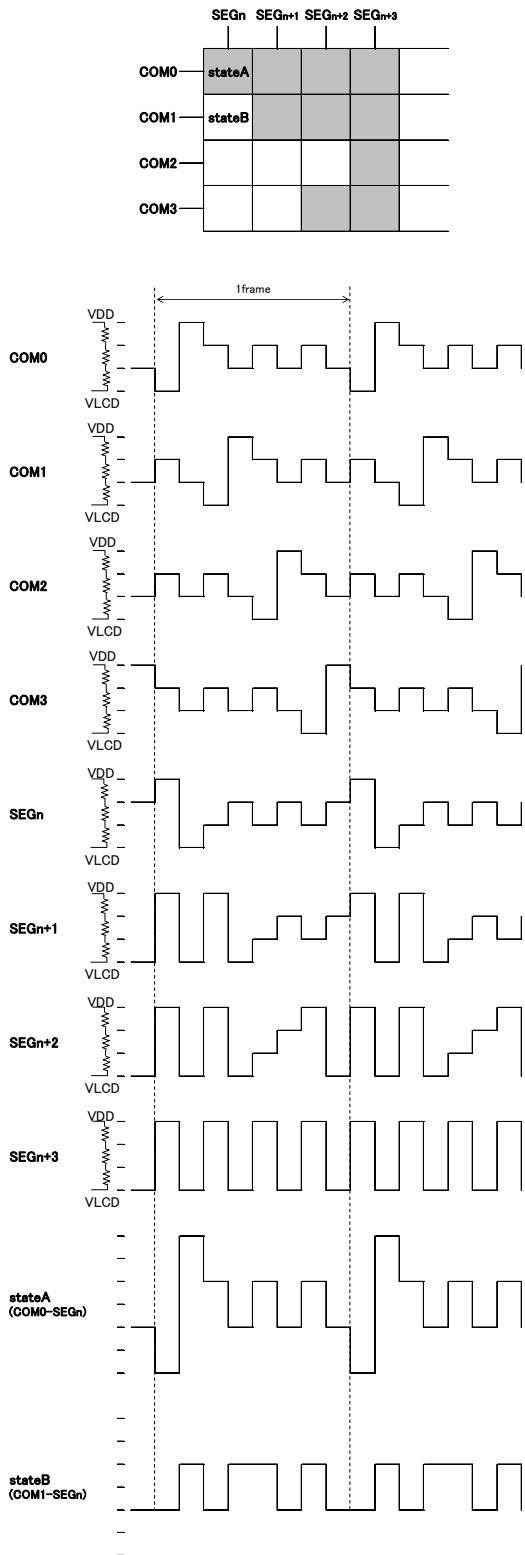 SEGn SEGn+1 SEGn+2 SEGn+3
COM0 stateA
COM1 stateB
COM2
COM3
1frame
VDD
COM0
VLCD
VDD
COM1
VLCD
VDD
COM2
VLCD
VDD
COM3
VLCD
VDD
SEGn
VLCD
VDD
SEGn+1
VLCD
VDD
SEGn+2
VLCD
VDD
SEGn+3
VLCD
stateA
(COM0-SEGn)
stateB
(COM1-SEGn)